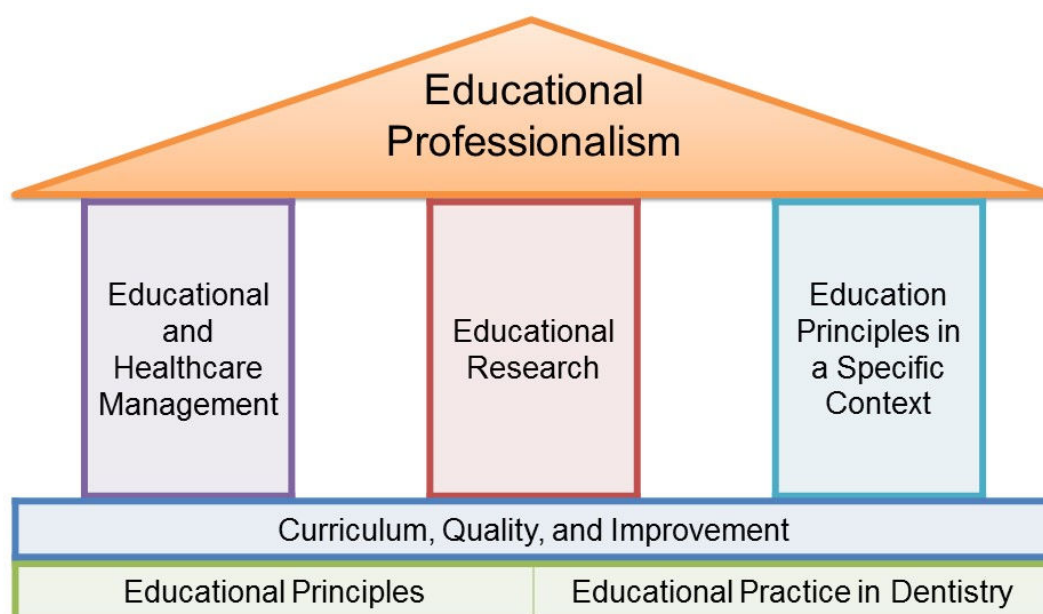 Educational
Professionalism
Educational
and
Healthcare
Management
Educational
Research
Education
Principles in
a Specific
Context
Curriculum, Quality, and Improvement
Educational Principles
Educational Practice in Dentistry